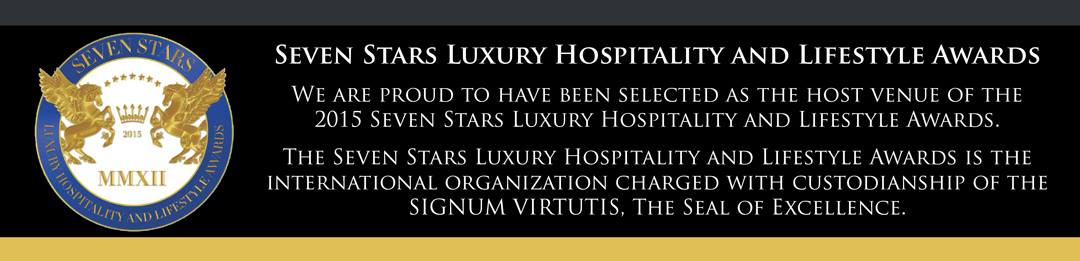 SEVEN STARS
2015
MMXII
LUXURY HOSPITALITY AND LIFESTYLE AWARDS
SEVEN STARS LUXURY HOSPITALITY AND LIFESTYLE AWARDS
WE ARE PROUD TO HAVE BEEN SELECTED AS THE HOST VENUE OF THE
2015 SEVEN STARS LUXURY HOSPITALITY AND LIFESTYLE AWARDS.
THE SEVEN STARS LUXURY HOSPITALITY AND LIFESTYLE AWARDS IS THE
INTERNATIONAL ORGANIZATION CHARGED WITH CUSTODIANSHIP OF THE
SIGNUM VIRTUTIS, THE SEAL OF EXCELLENCE.